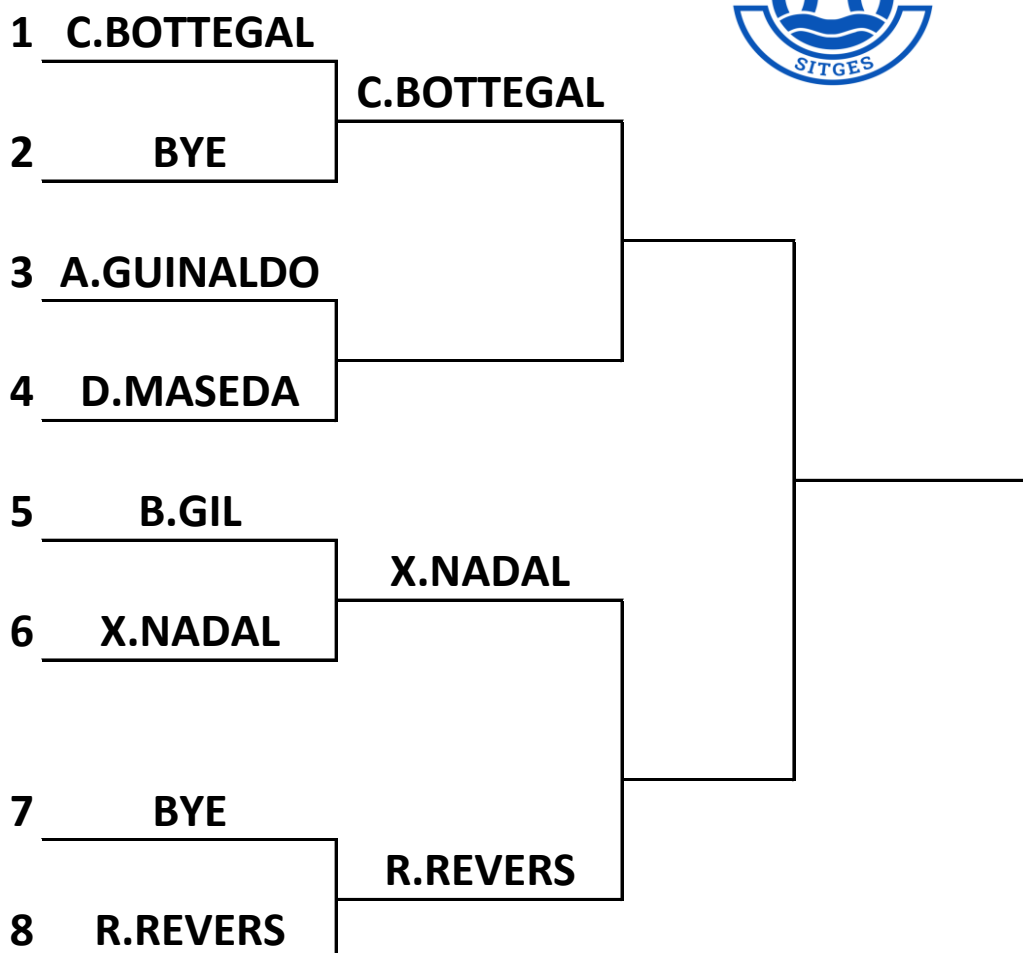 1 C.BOTTEGAL
SITGES
C.BOTTEGAL
2 BYE
3 A.GUINALDO
4 D.MASEDA
5 B.GIL
X.NADAL
6 X.NADAL
7 BYE
R.REVERS
8 R.REVERS